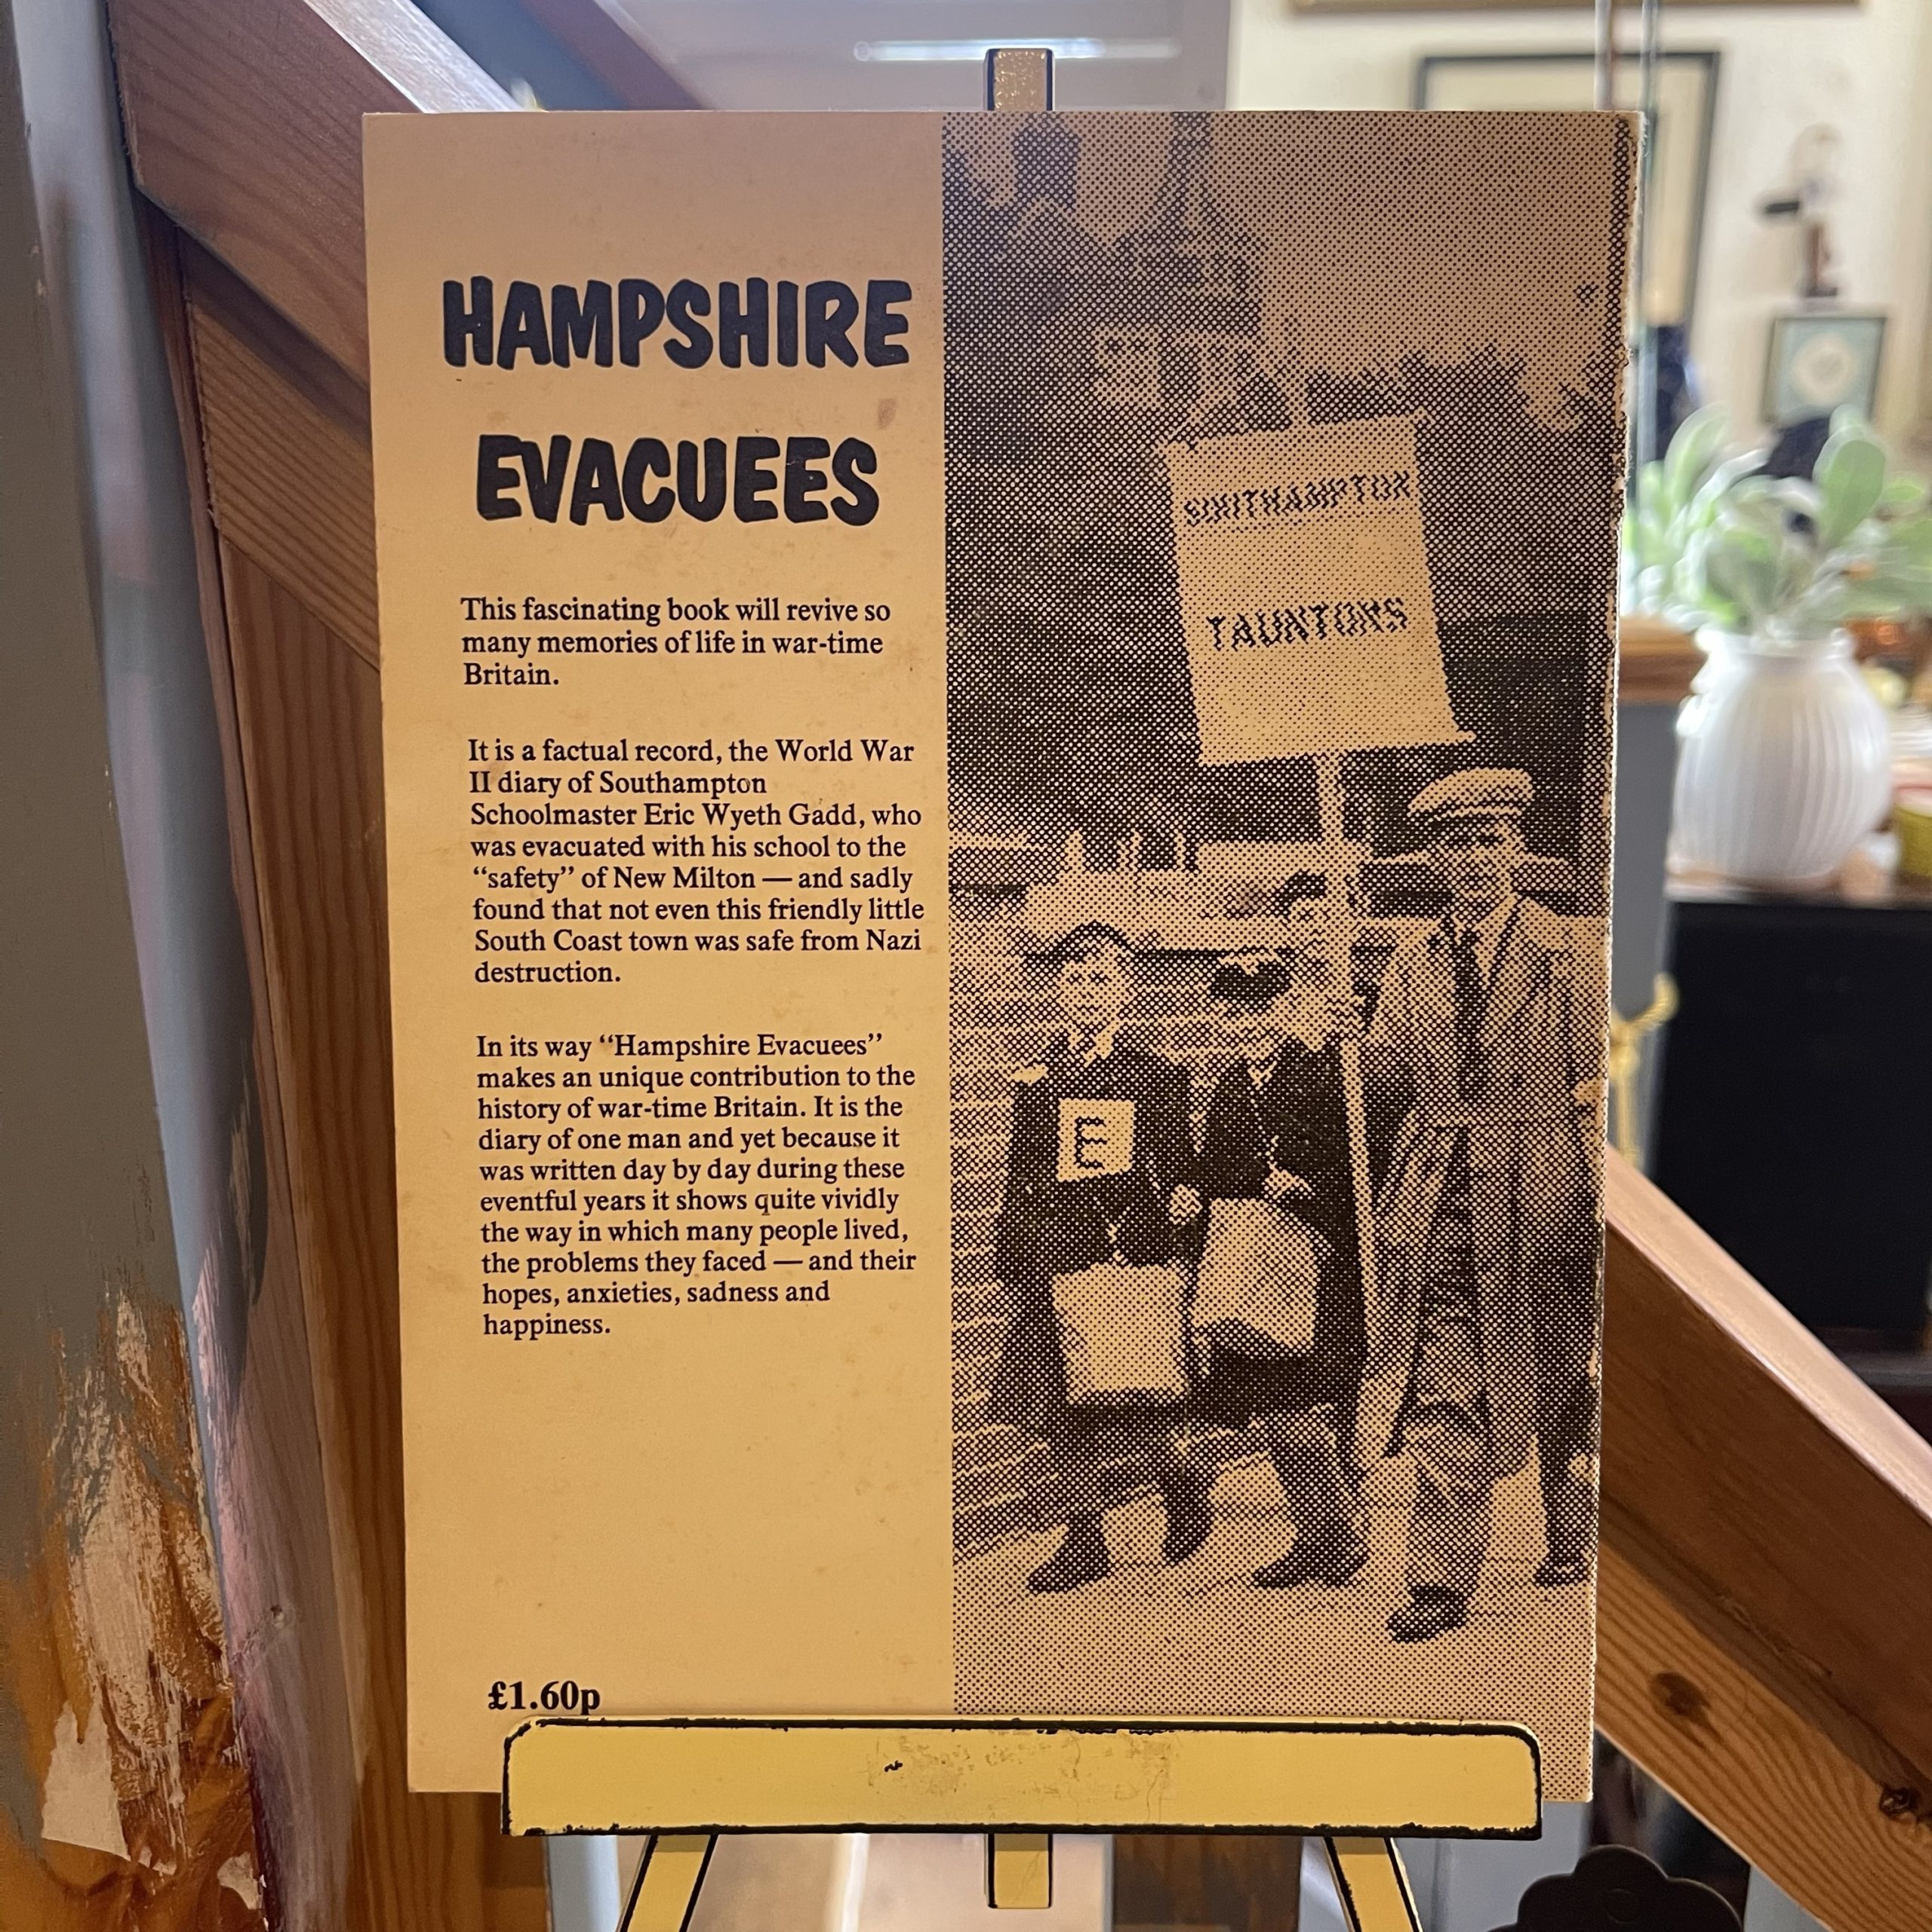 HAMPSHIRE
EVACUEES
This fascinating book will revive so
many memories of life in war-time
Britain.
It is a factual record, the World War
II diary of Southampton
Schoolmaster Eric Wyeth Gadd, who
was evacuated with his school to the
“safety” of New Milton — and sadly
found that not even this friendly little
South Coast town was safe from Nazi
destruction.
In its way “Hampshire Evacuees”
makes an unique contribution to the
history of war-time Britain. It is the
diary of one man and yet because it
was written day by day during these
eventful years it shows quite vividly
the way in which many people lived,
the problems they faced — and their
hopes, anxieties, sadness and
happiness.
£1.60p
SOUTHAMPTON
TAUNTONS
E